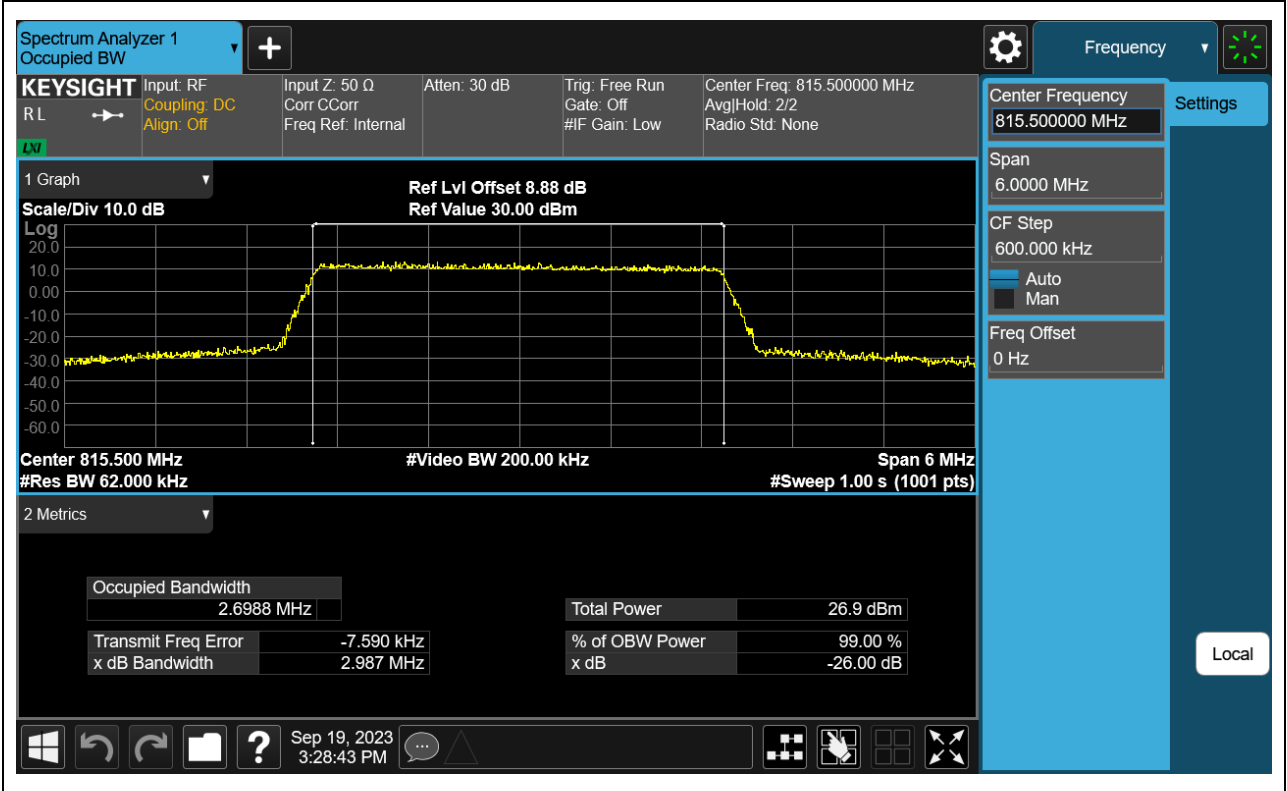 Spectrum Analyzer 1
Occupied BW
+
Frequency
KEYSIGHT
R L
LXI
Input: RF
Coupling: DC
Align: Off
Input Z: 50 Ω
Corr CCorr
Freq Ref: Internal
Atten: 30 dB
Trig: Free Run
Gate: Off
#IF Gain: Low
Center Freq: 815.500000 MHz
Avg|Hold: 2/2
Radio Std: None
Center Frequency
815.500000 MHz
Settings
Span
6.0000 MHz
CF Step
600.000 kHz
Auto
Man
Freq Offset
0 Hz
Local
1 Graph
Scale/Div 10.0 dB
Ref Lvl Offset 8.88 dB
Ref Value 30.00 dBm
Log
20.0
10.0
0.00
-10.0
-20.0
-30.0
-40.0
-50.0
-60.0
Center 815.500 MHz
#Video BW 200.00 kHz
Span 6 MHz
#Res BW 62.000 kHz
#Sweep 1.00 s (1001 pts)
2 Metrics
Occupied Bandwidth
2.6988 MHz
Total Power 26.9 dBm
Transmit Freq Error -7.590 kHz
% of OBW Power 99.00 %
x dB Bandwidth 2.987 MHz
x dB -26.00 dB
?
Sep 19, 2023
3:28:43 PM